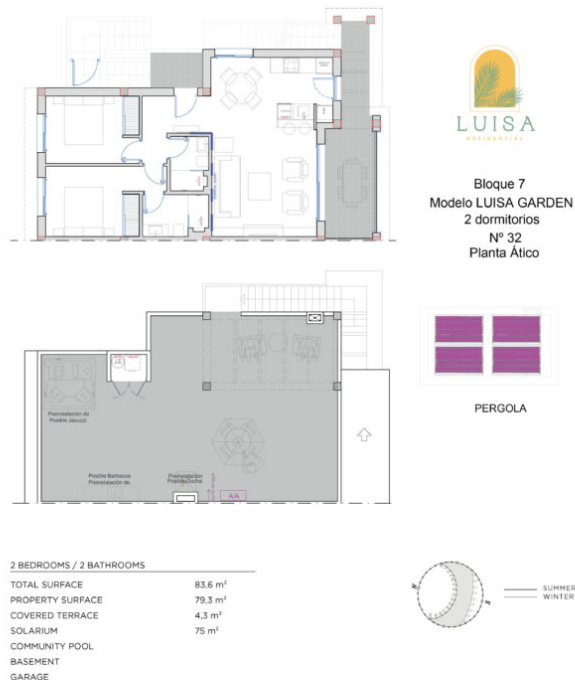 LUISA
RESIDENTIAL
Bloque 7
Modelo LUISA GARDEN
2 dormitorios
Nº 32
Planta Ático
Preinstalación de
Posible Jacuzzi
Posible Barbacoa
Preinstalación de
Preinstalación
Posible Ducha
A/A
PERGOLA
2 BEDROOMS / 2 BATHROOMS
TOTAL SURFACE 83,6 m²
PROPERTY SURFACE 79,3 m²
COVERED TERRACE 4,3 m²
SOLARIUM 75 m²
COMMUNITY POOL
BASEMENT
GARAGE
SUMMER
WINTER